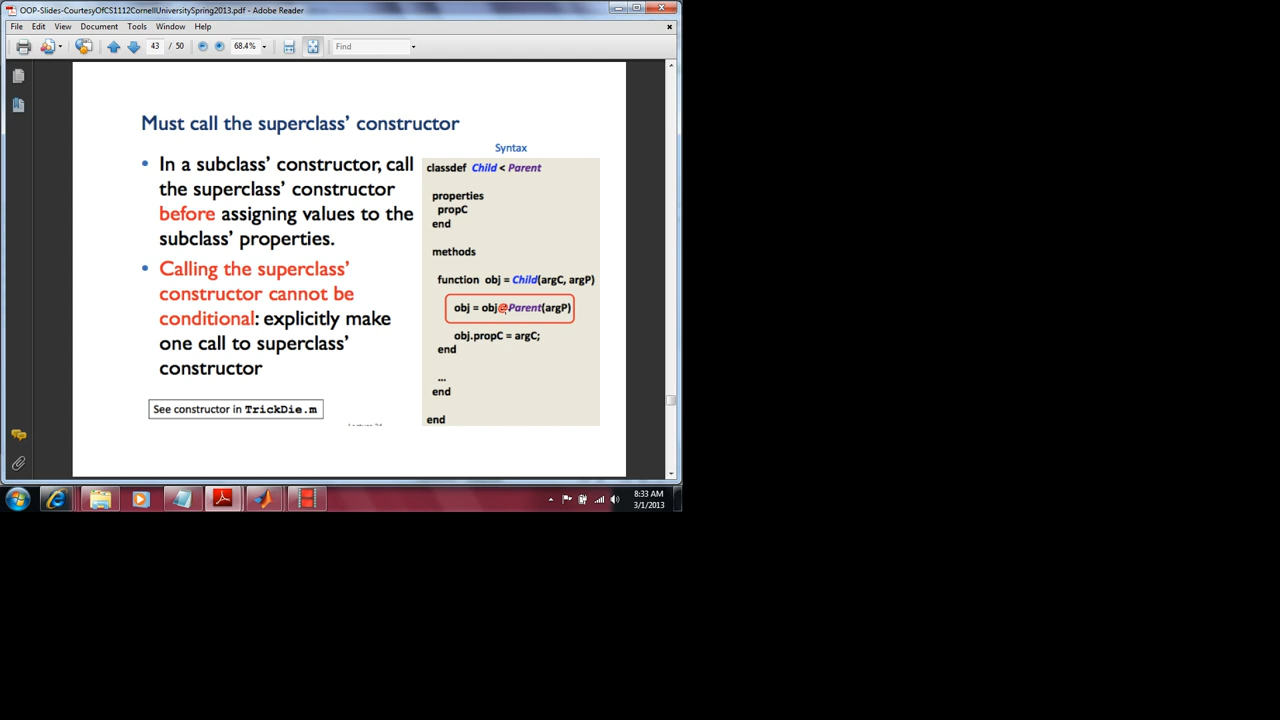 OOP-Slides-CourtesyOfCS1112CornellUniversitySpring2013.pdf - Adobe Reader
File Edit View Document Tools Window Help
43 / 50 68.4% Find
Must call the superclass’ constructor
• In a subclass’ constructor, call
the superclass’ constructor
before assigning values to the
subclass’ properties.
• Calling the superclass’
constructor cannot be
conditional: explicitly make
one call to superclass’
constructor
See constructor in TrickDie.m
Syntax
classdef Child < Parent
properties
propC
end
methods
function obj = Child(argC, argP)
obj = obj@Parent(argP)
obj.propC = argC;
end
...
end
end
8:33 AM
3/1/2013